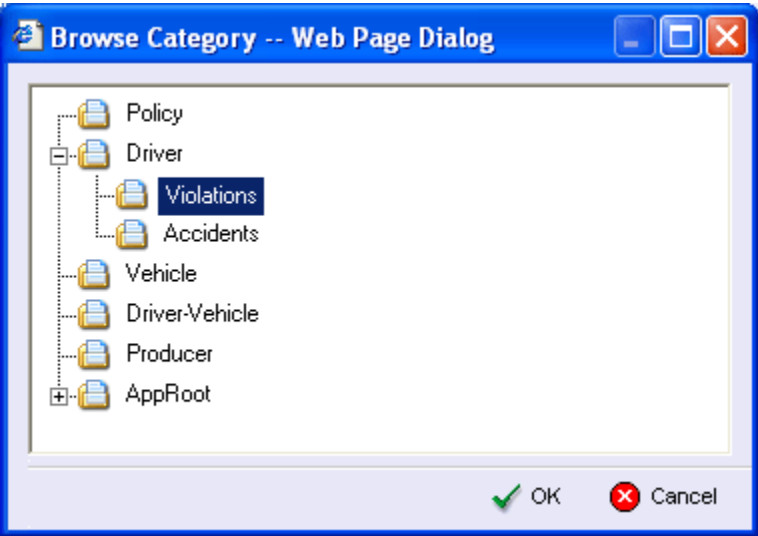 Browse Category -- Web Page Dialog
Policy
Driver
Violations
Accidents
Vehicle
Driver-Vehicle
Producer
AppRoot
OK Cancel